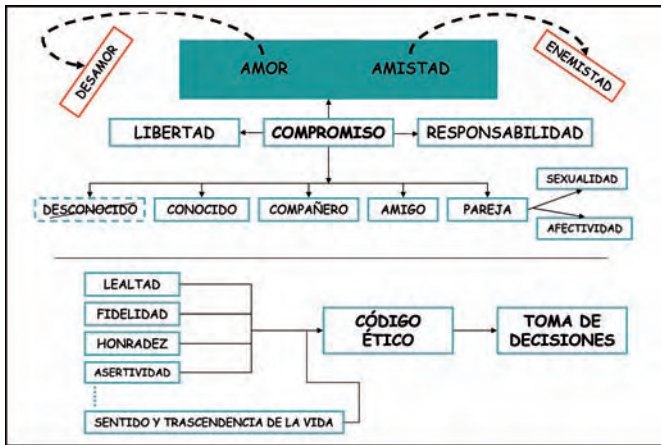 DESAMOR
AMOR
AMISTAD
ENEMISTAD
LIBERTAD
COMPROMISO
RESPONSABILIDAD
DESCONOCIDO
CONOCIDO
COMPAÑERO
AMIGO
PAREJA
SEXUALIDAD
AFECTIVIDAD
LEALTAD
FIDELIDAD
HONRADEZ
ASERTIVIDAD
SENTIDO Y TRASCENDENCIA DE LA VIDA
CÓDIGO
ÉTICO
TOMA DE
DECISIONES